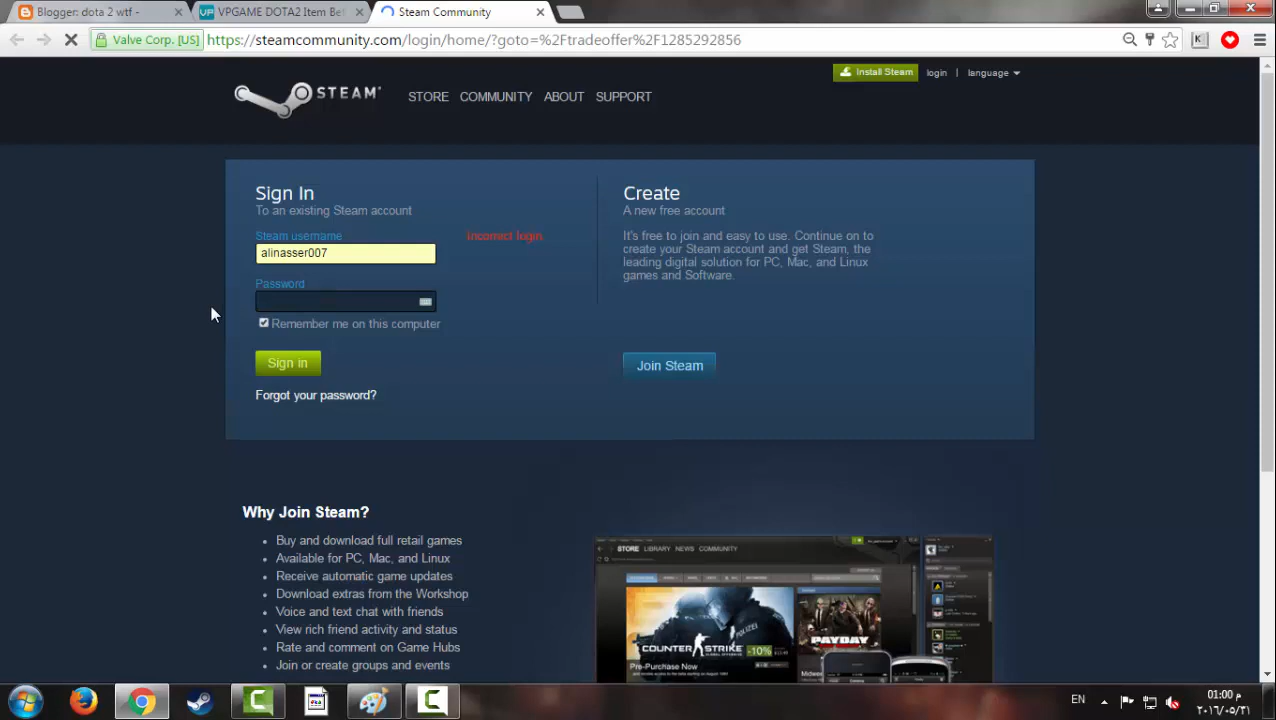 Blogger: dota 2 wtf -
VPGAME DOTA2 Item Bet
Steam Community
Valve Corp. [US]
https://steamcommunity.com/login/home/?goto=%2Ftradeoffer%2F1285292856
Install Steam login | language
STEAM
STORE COMMUNITY ABOUT SUPPORT
Sign In
To an existing Steam account
Steam username
Incorrect login.
alinasser007
Password
Remember me on this computer
Sign in
Forgot your password?
Create
A new free account
It's free to join and easy to use. Continue on to
create your Steam account and get Steam, the
leading digital solution for PC, Mac, and Linux
games and Software.
Join Steam
Why Join Steam?
Buy and download full retail games
Available for PC, Mac, and Linux
Receive automatic game updates
Download extras from the Workshop
Voice and text chat with friends
View rich friend activity and status
Rate and comment on Game Hubs
Join or create groups and events
STORE LIBRARY NEWS COMMUNITY
COUNTER STRIKE
POLIZEI
-10%
Pre-Purchase Now
PAYDAY
EN
01:00 م
٢٠١٦/٠٥/٣١